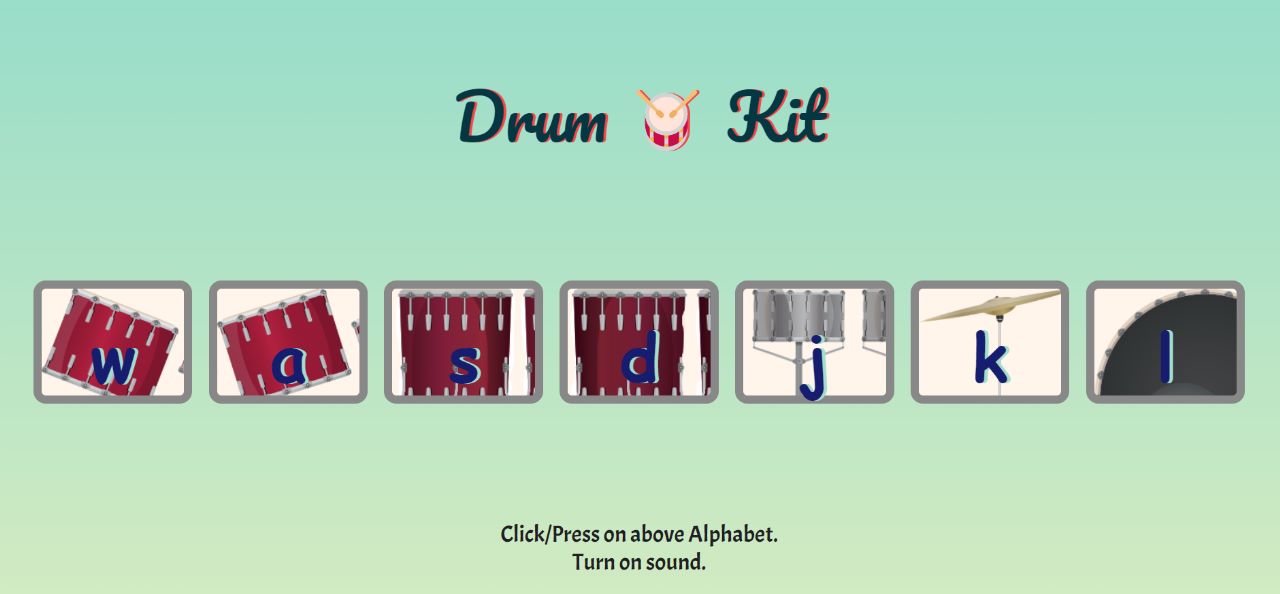 Drum 🥁 Kit
w a s d j k l
Click/Press on above Alphabet.
Turn on sound.